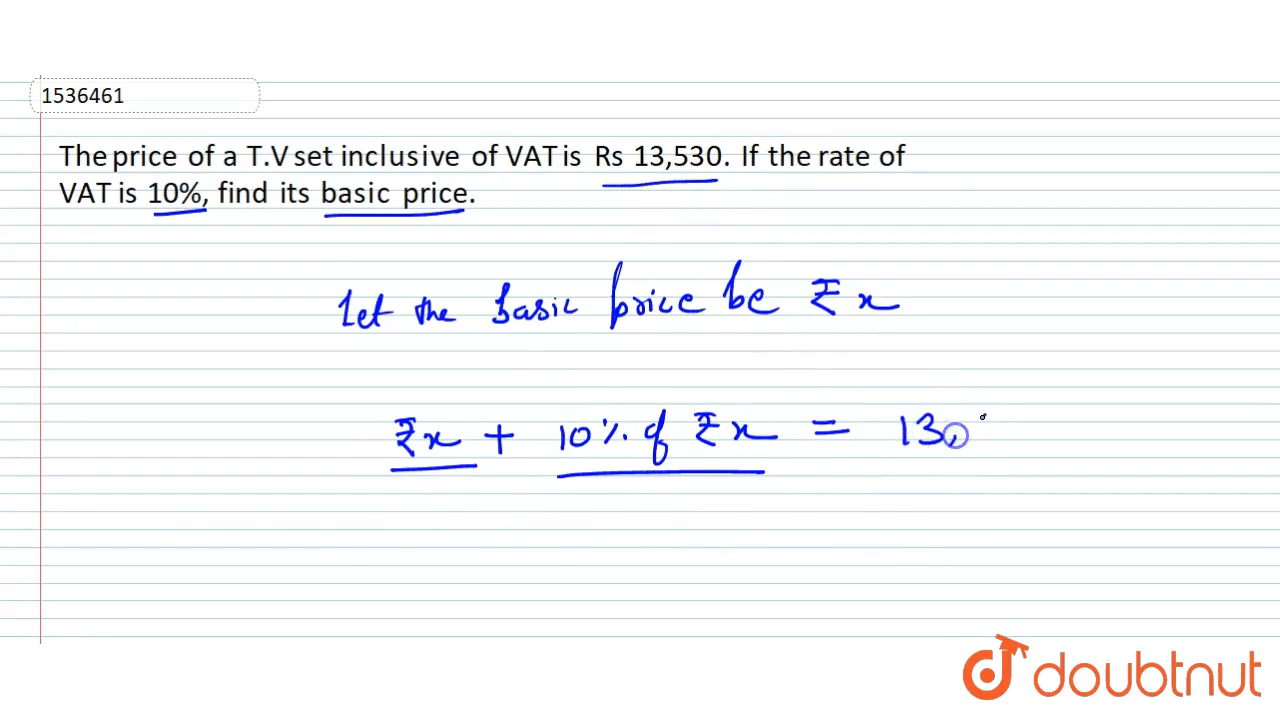 1536461
The price of a T.V set inclusive of VAT is Rs 13,530. If the rate of
VAT is 10%, find its basic price.
Let the basic price be ₹ x
₹x + 10% of ₹x = 13,
doubtnut